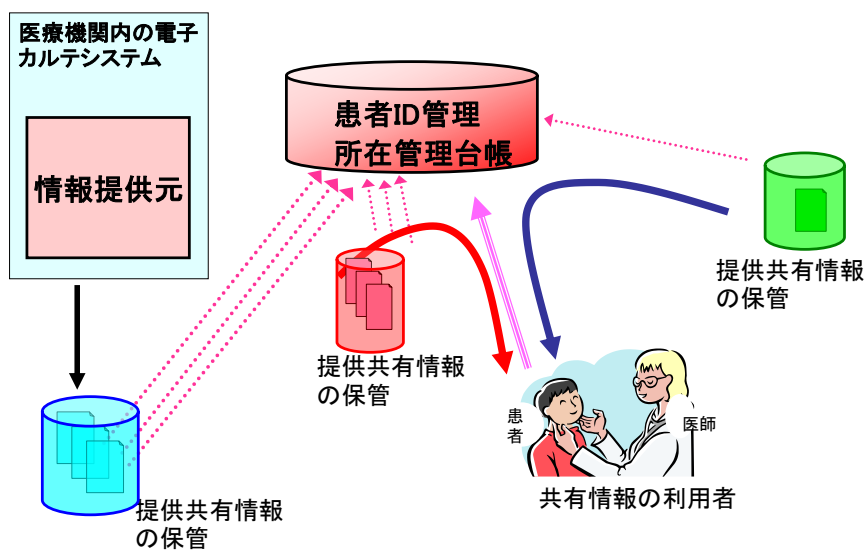 医療機関内の電子
カルテシステム
情報提供元
患者ID管理
所在管理台帳
提供共有情報
の保管
提供共有情報
の保管
患
者
医師
共有情報の利用者
提供共有情報
の保管